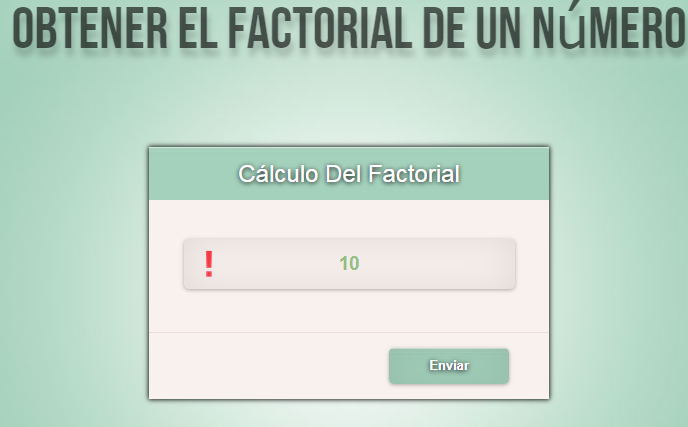 OBTENER EL FACTORIAL DE UN NúMERO
Cálculo Del Factorial
❗ 10
Enviar